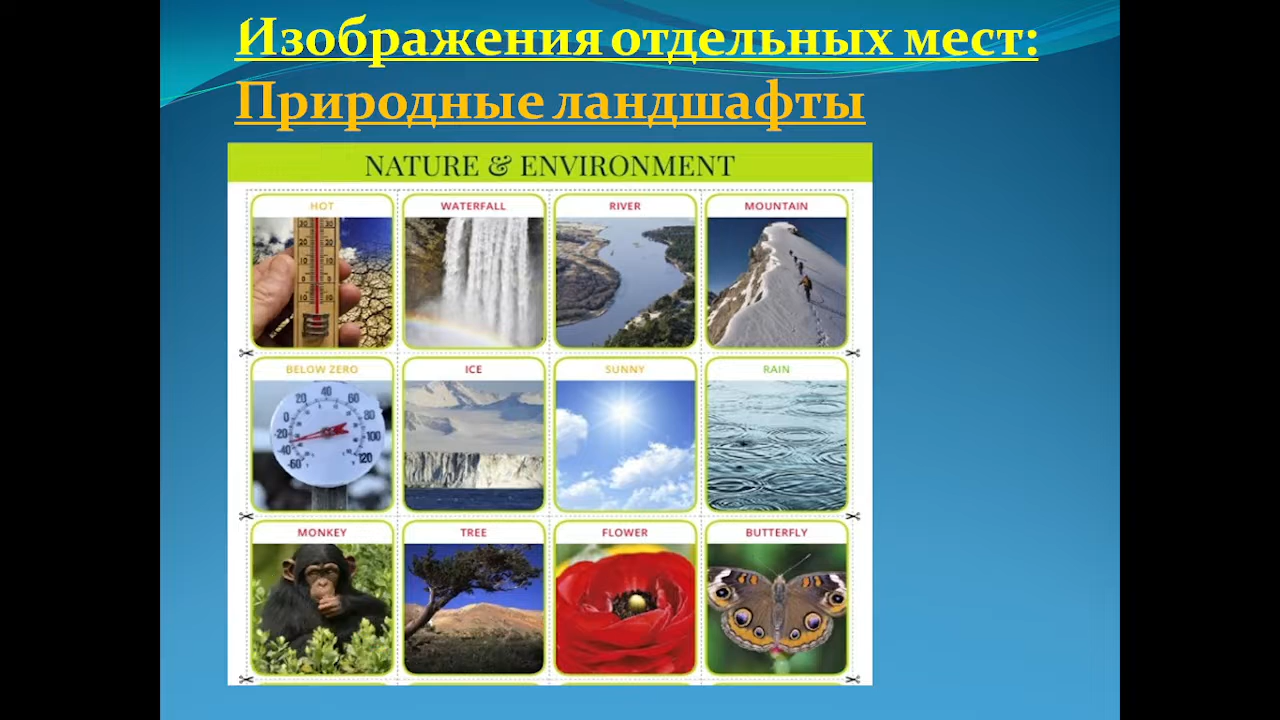 Изображения отдельных мест:
Природные ландшафты
NATURE & ENVIRONMENT
HOT WATERFALL RIVER MOUNTAIN
BELOW ZERO ICE SUNNY RAIN
MONKEY TREE FLOWER BUTTERFLY